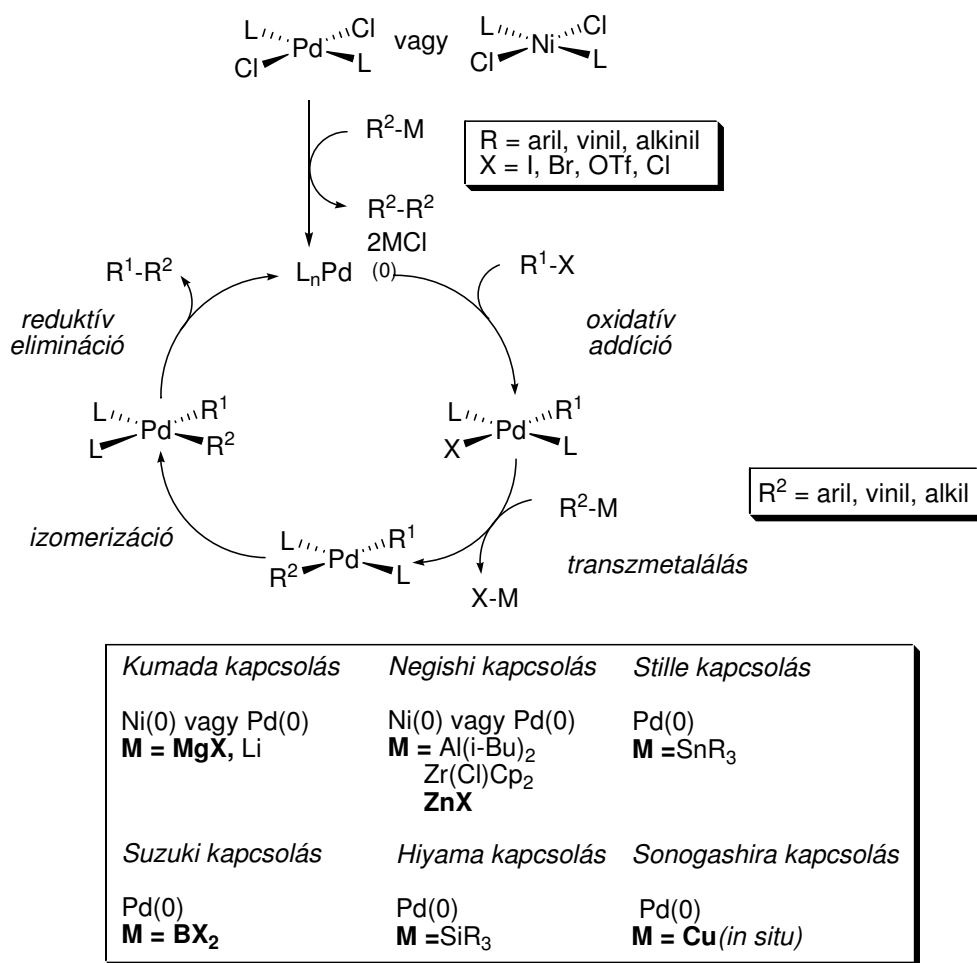 L Cl vagy L Cl
Pd Ni
Cl L Cl L
R²-M
R = aril, vinil, alkinil
X = I, Br, OTf, Cl
R²-R²
2MCl
R¹-R² LₙPd (0) R¹-X
reduktív
elimináció
oxidatív
addíció
L R¹
Pd
L R²
L R¹
Pd
X L
R² = aril, vinil, alkil
R²-M
izomerizáció
L R¹
Pd
R² L
transzmetalálás
X-M
Kumada kapcsolás
Ni(0) vagy Pd(0)
M = MgX, Li
Negishi kapcsolás
Ni(0) vagy Pd(0)
M = Al(i-Bu)₂
Zr(Cl)Cp₂
ZnX
Stille kapcsolás
Pd(0)
M =SnR₃
Suzuki kapcsolás
Pd(0)
M = BX₂
Hiyama kapcsolás
Pd(0)
M =SiR₃
Sonogashira kapcsolás
Pd(0)
M = Cu(in situ)